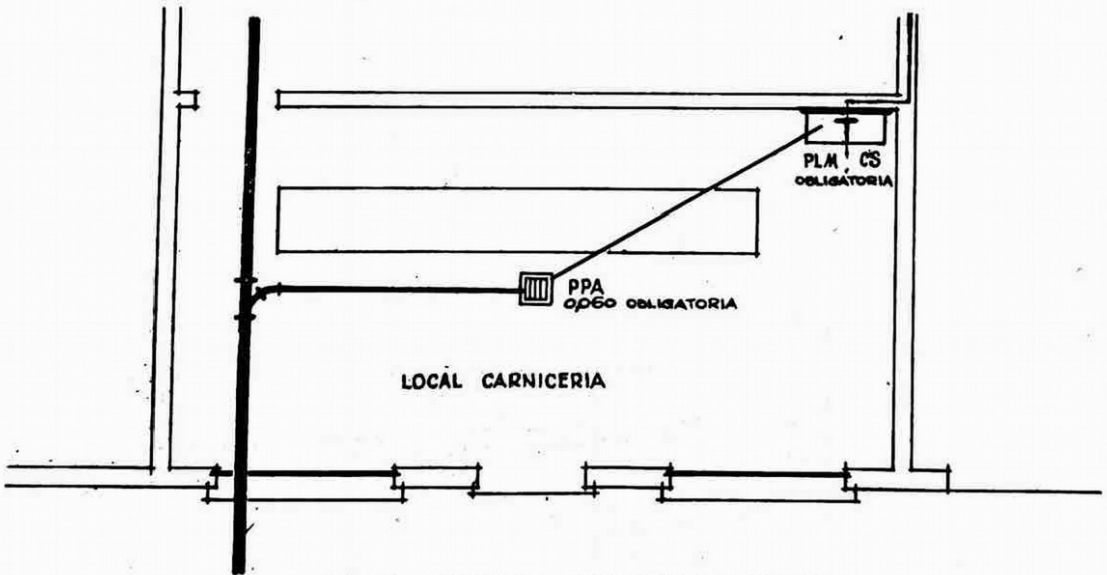 PLM CS
OBLIGATORIA
PPA
0,060 OBLIGATORIA
LOCAL CARNICERIA